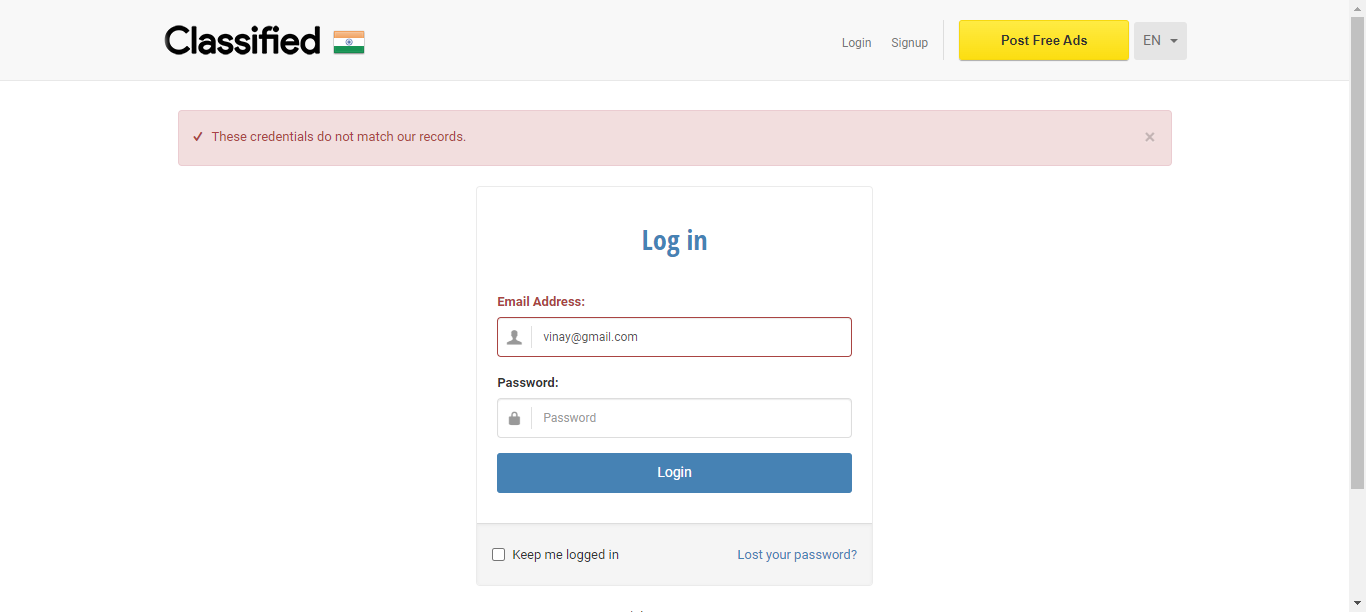 Classified
Login Signup Post Free Ads EN
These credentials do not match our records. ×
Log in
Email Address:
vinay@gmail.com
Password:
Password
Login
Keep me logged in Lost your password?